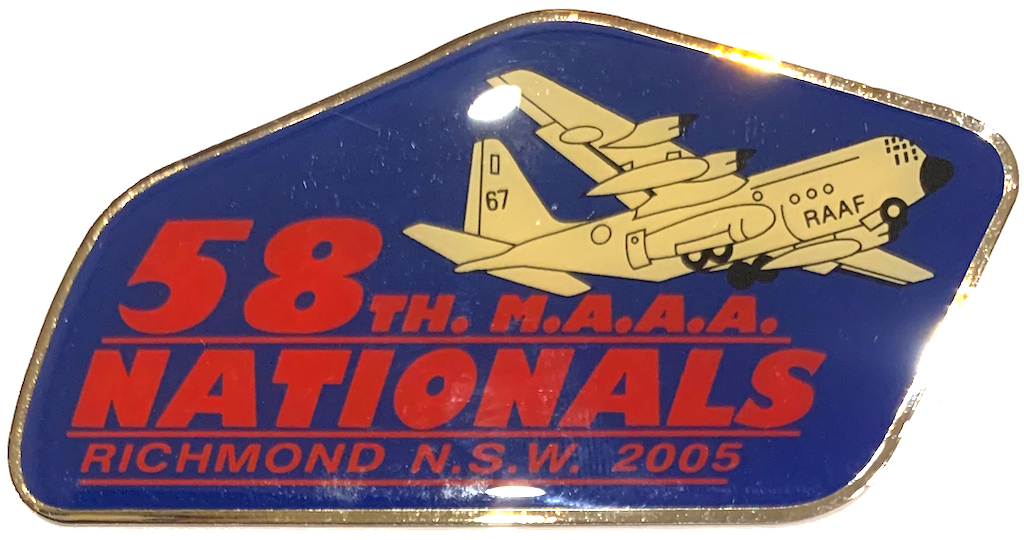 67
RAAF
58TH. M.A.A.A.
NATIONALS
RICHMOND N.S.W. 2005